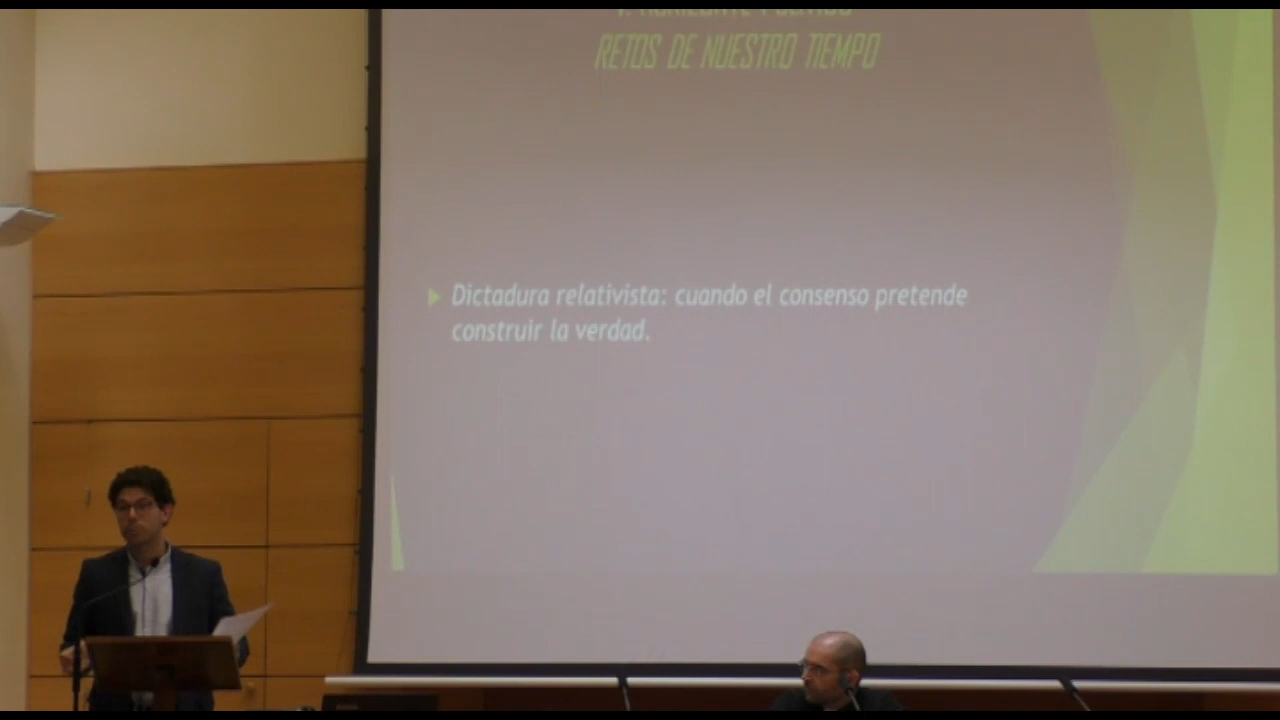 RETOS DE NUESTRO TIEMPO
Dictadura relativista: cuando el consenso pretende
construir la verdad.